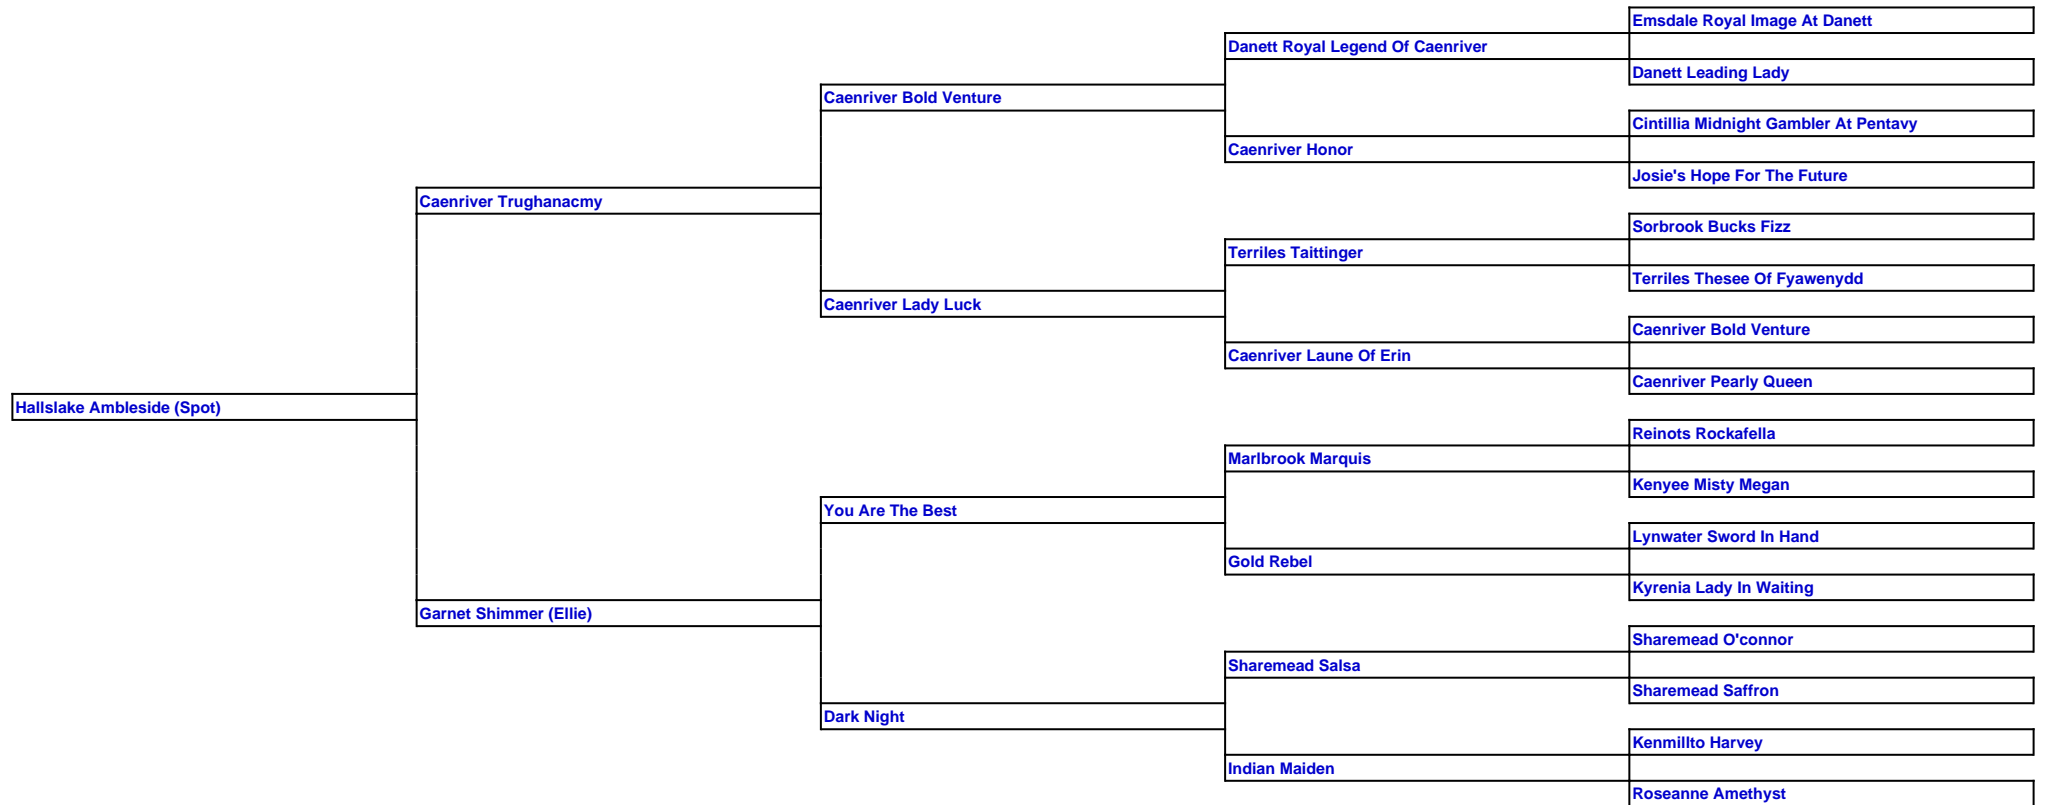 Emsdale Royal Image At Danett
Danett Royal Legend Of Caenriver
Danett Leading Lady
Caenriver Bold Venture
Cintillia Midnight Gambler At Pentavy
Caenriver Honor
Josie's Hope For The Future
Caenriver Trughanacmy
Sorbrook Bucks Fizz
Terriles Taittinger
Terriles Thesee Of Fyawenydd
Caenriver Lady Luck
Caenriver Bold Venture
Caenriver Laune Of Erin
Caenriver Pearly Queen
Hallslake Ambleside (Spot)
Reinots Rockafella
Marlbrook Marquis
Kenyee Misty Megan
You Are The Best
Lynwater Sword In Hand
Gold Rebel
Kyrenia Lady In Waiting
Garnet Shimmer (Ellie)
Sharemead O'connor
Sharemead Salsa
Sharemead Saffron
Dark Night
Kenmillto Harvey
Indian Maiden
Roseanne Amethyst